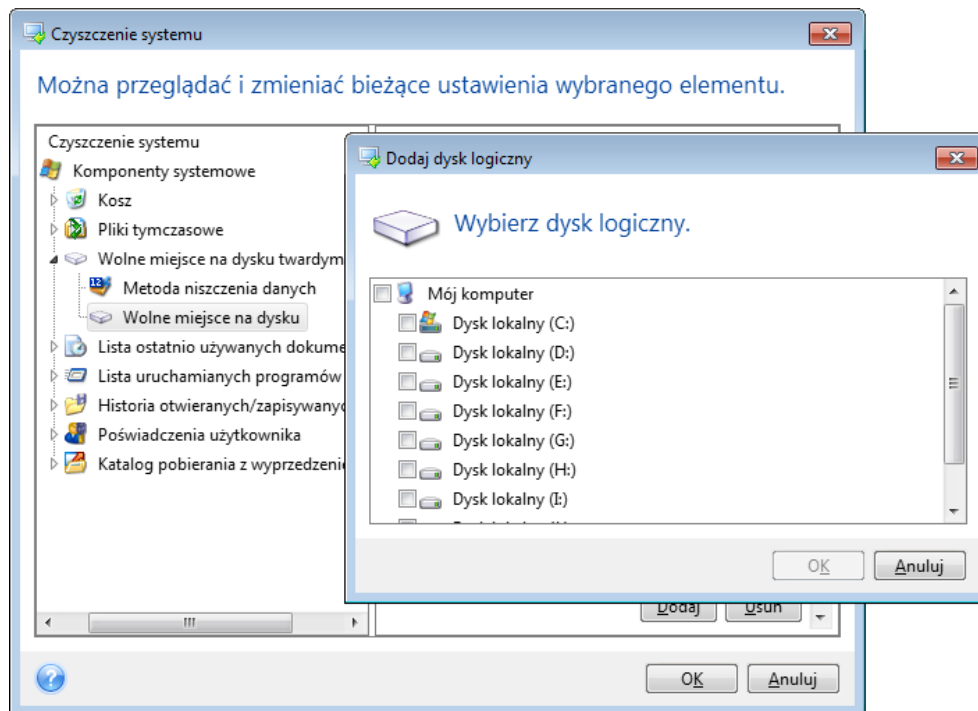 Czyszczenie systemu
Można przeglądać i zmieniać bieżące ustawienia wybranego elementu.
Czyszczenie systemu
Komponenty systemowe
Kosz
Pliki tymczasowe
Wolne miejsce na dysku twardym
Metoda niszczenia danych
Wolne miejsce na dysku
Lista ostatnio używanych dokume
Lista uruchamianych programów
Historia otwieranych/zapisywany
Poświadczenia użytkownika
Katalog pobierania z wyprzedzeni
Dodaj dysk logiczny
Wybierz dysk logiczny.
Mój komputer
Dysk lokalny (C:)
Dysk lokalny (D:)
Dysk lokalny (E:)
Dysk lokalny (F:)
Dysk lokalny (G:)
Dysk lokalny (H:)
Dysk lokalny (I:)
OK Anuluj
Dodaj Usuń
OK Anuluj